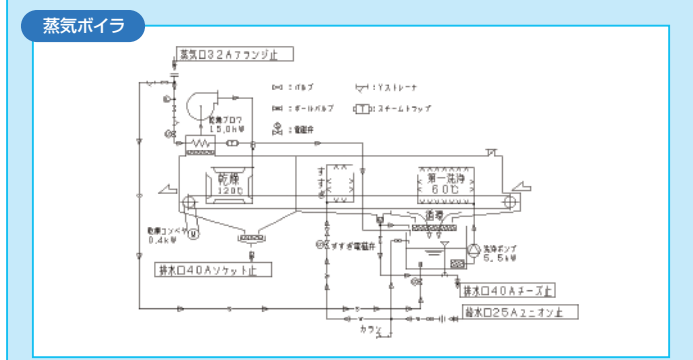 蒸気ボイラ
蒸気口32Aフランジ止
:バルブ
:Yストレーナ
:ボールバルブ
:スチームトラップ
:電磁弁
乾燥ブロワ
15.0kW
乾燥
120℃
すすぎ
第一洗浄
60℃
循環
乾燥コンベヤ
0.4kW
M
すすぎ電磁弁
洗浄ポンプ
5.5kW
排水口40Aソケット止
排水口40Aチーズ止
給水口25Aユニオン止
カラン